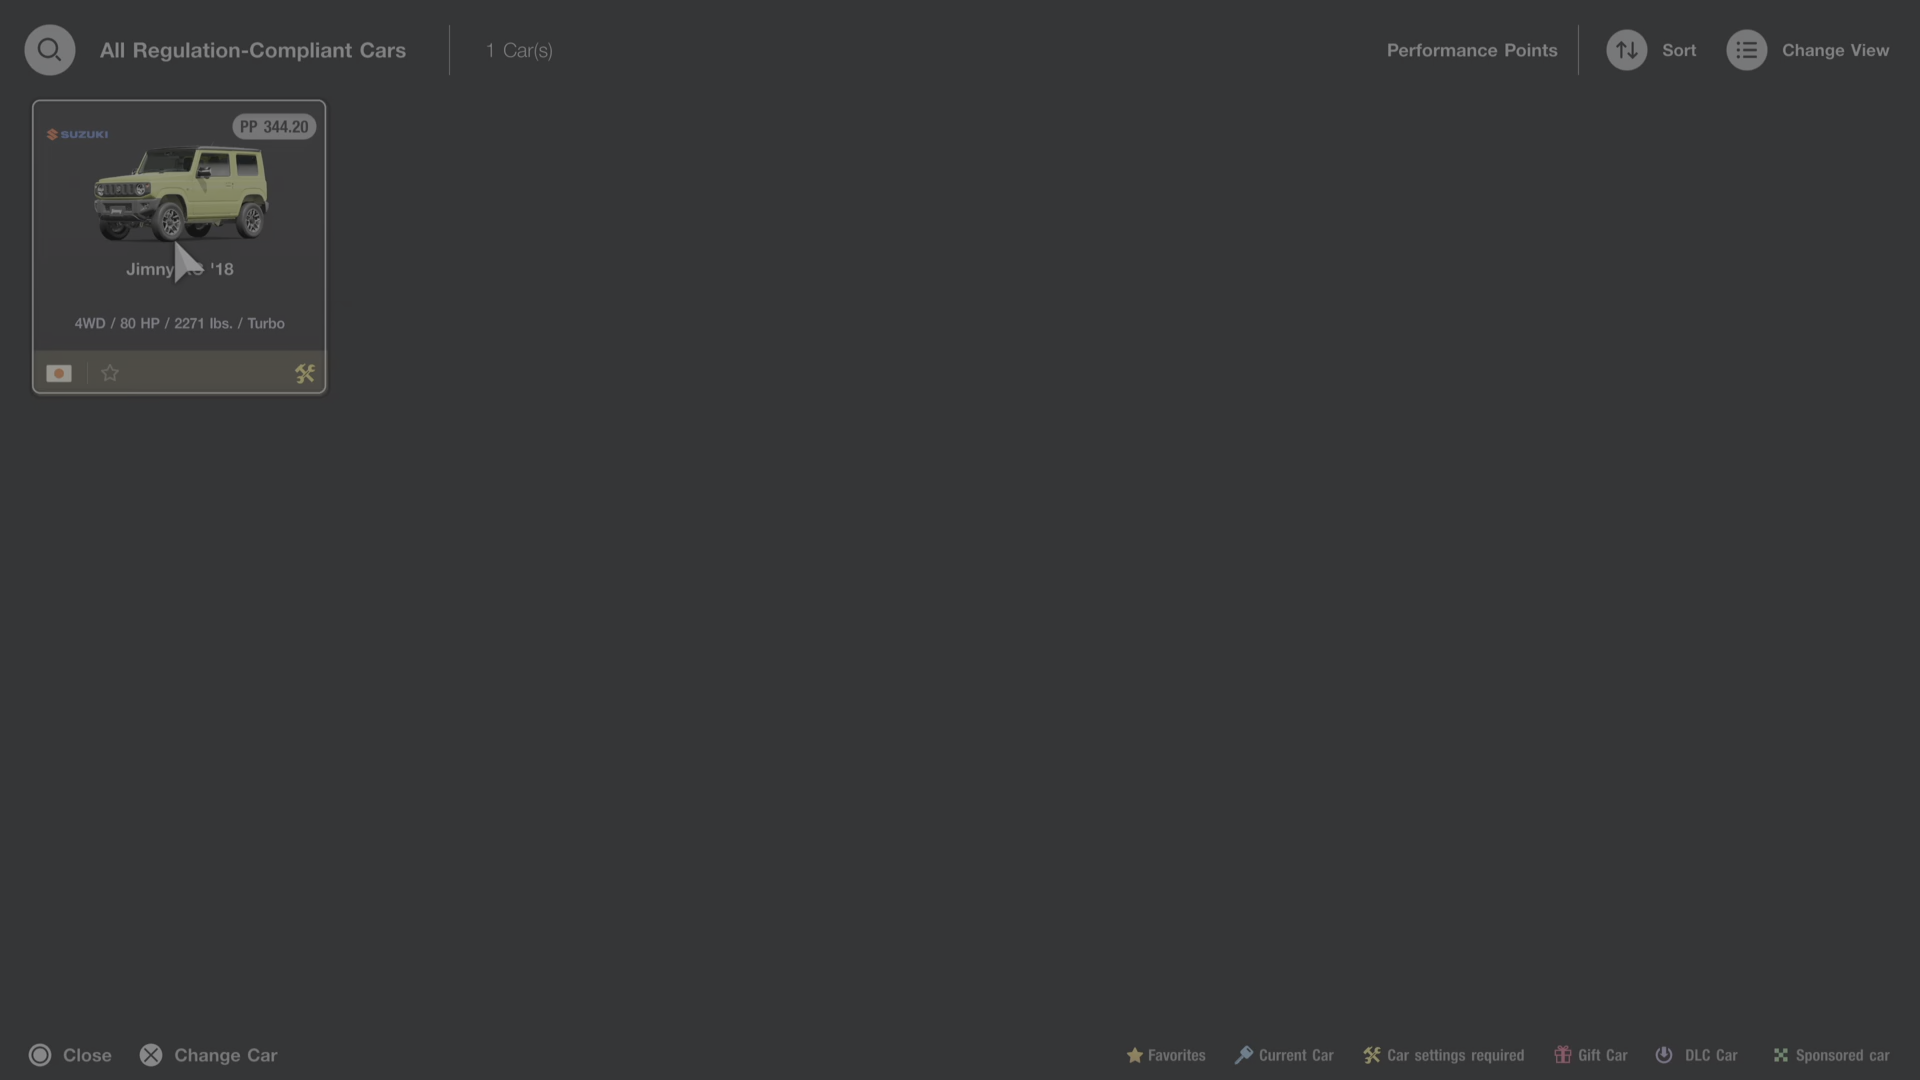 All Regulation-Compliant Cars
1 Car(s)
Performance Points
Sort
Change View
SUZUKI
PP 344.20
Jimny '18
4WD / 80 HP / 2271 lbs. / Turbo
Close
Change Car
Favorites
Current Car
Car settings required
Gift Car
DLC Car
Sponsored car